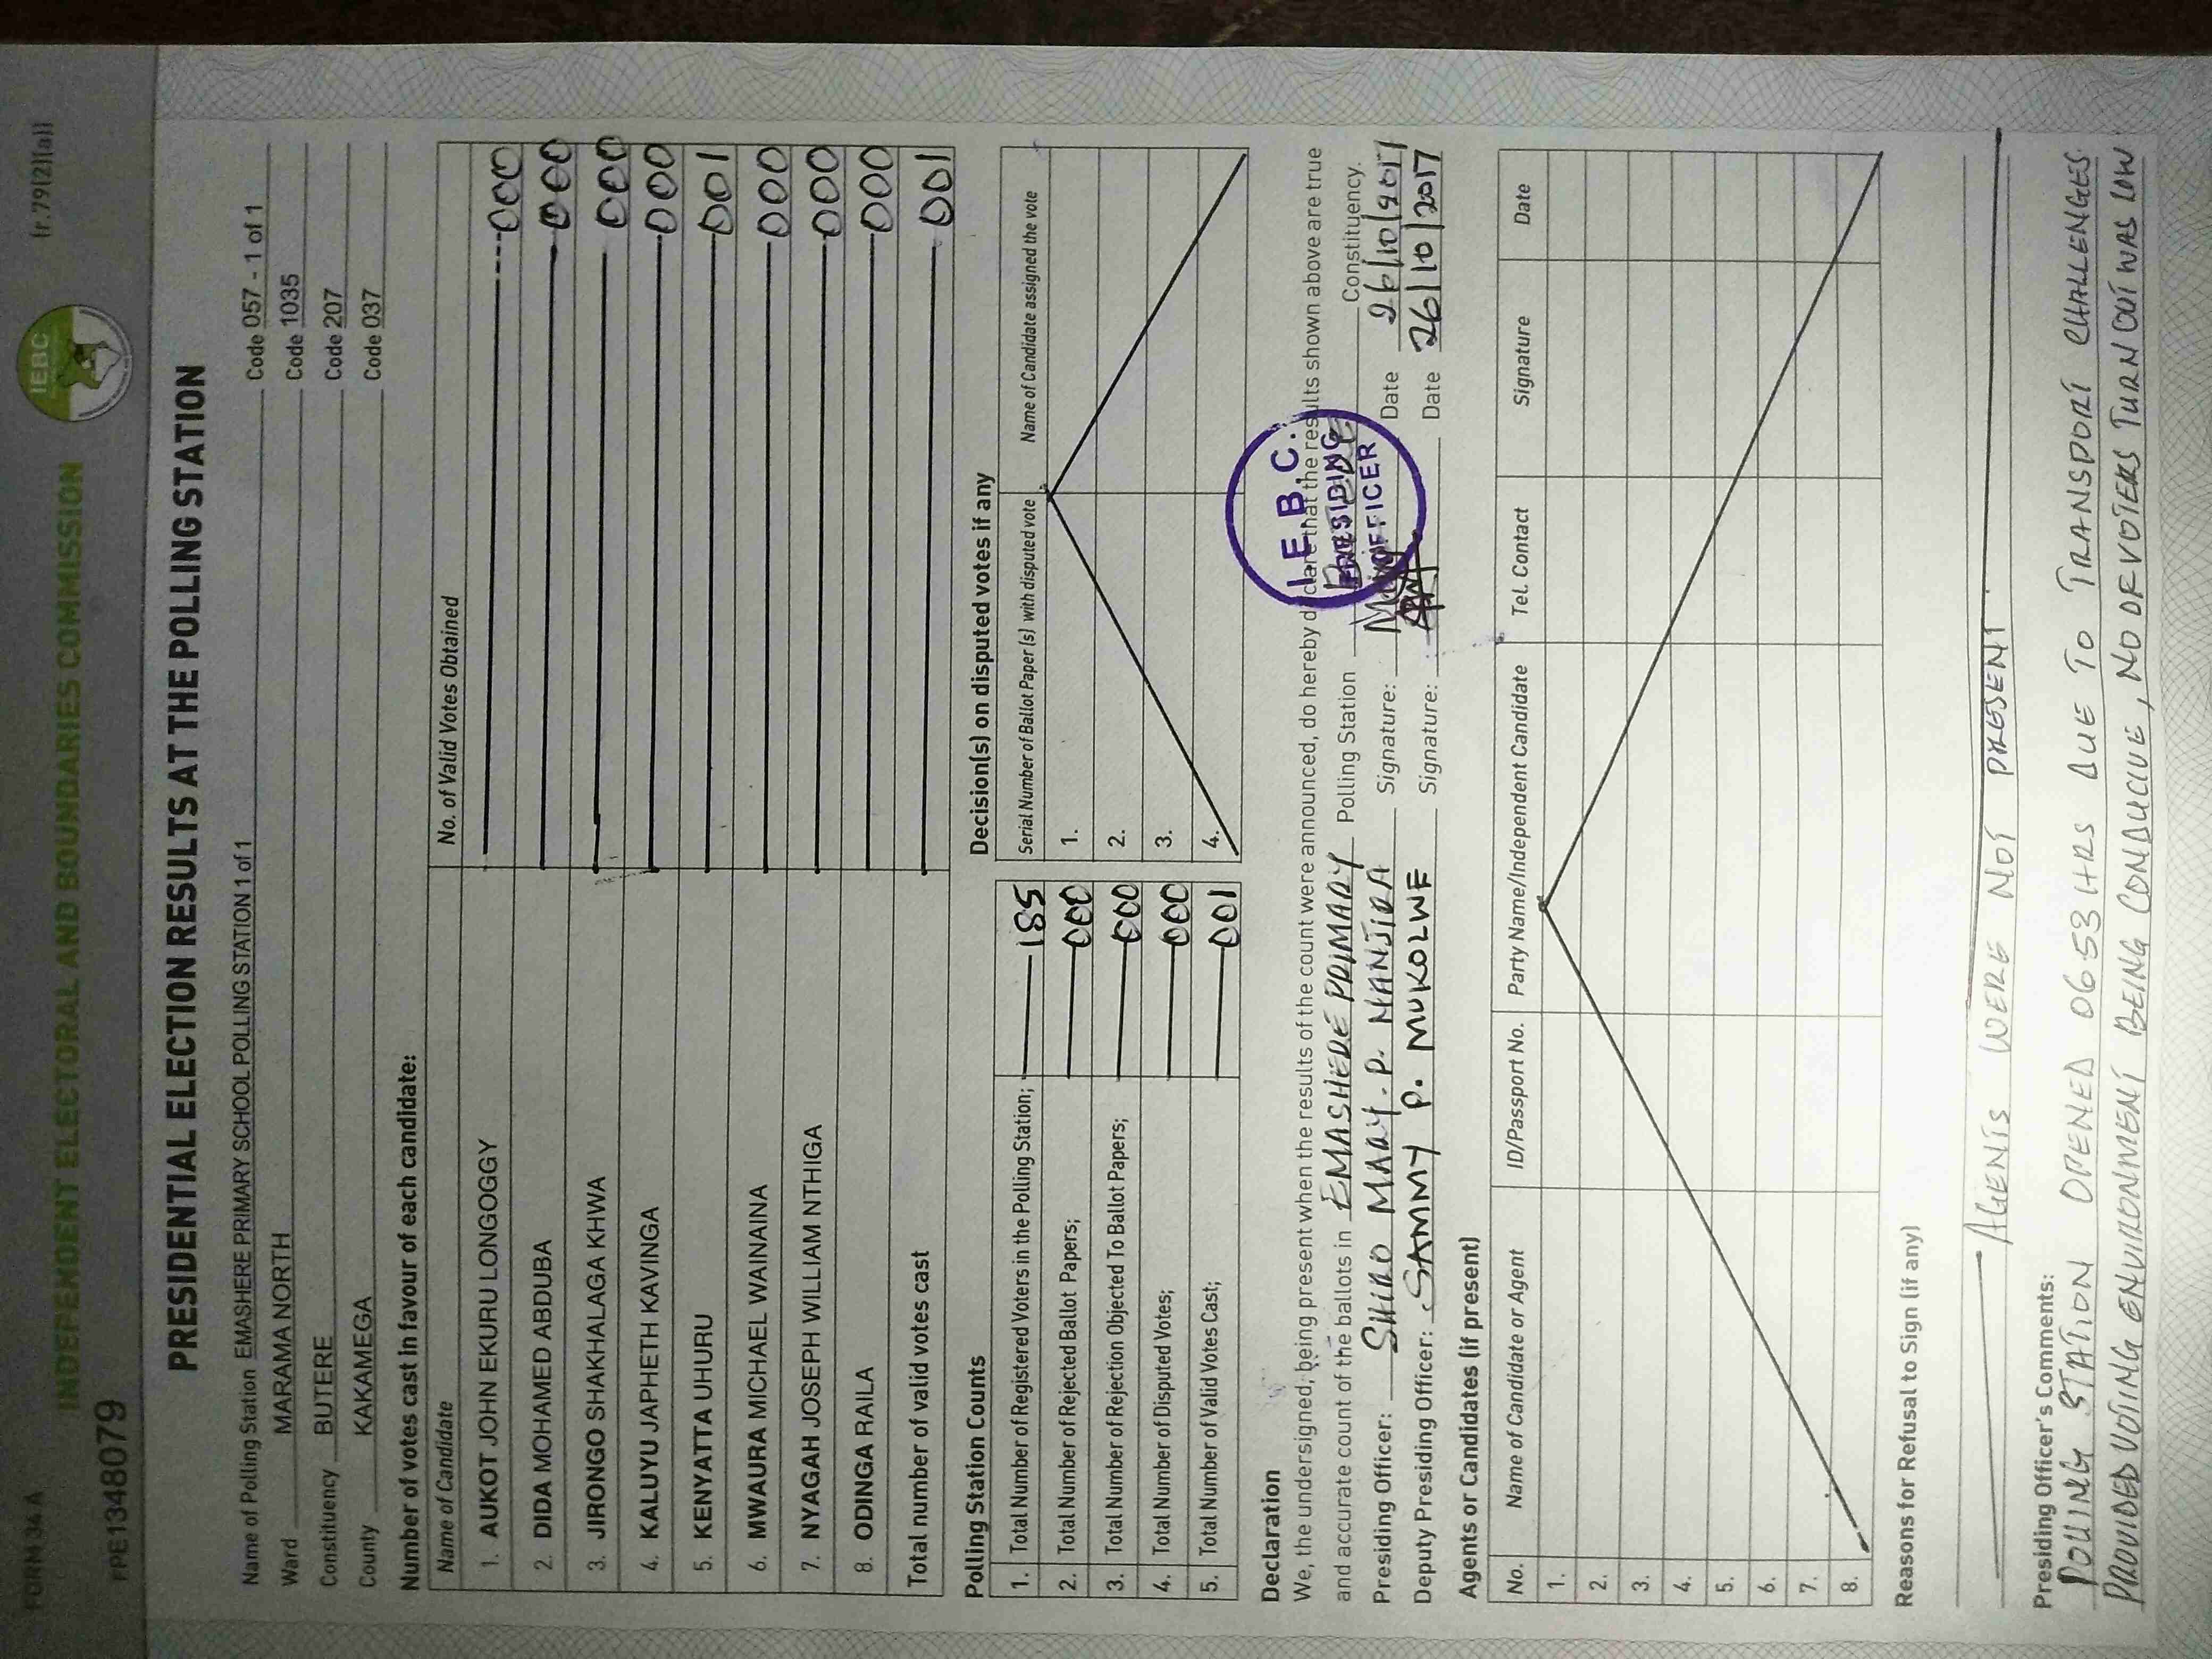 FORM 34 A
(r.79(2)(a))
IEBC
INDEPENDENT ELECTORAL AND BOUNDARIES COMMISSION
PPE1348079
PRESIDENTIAL ELECTION RESULTS AT THE POLLING STATION
Name of Polling Station EMASHERE PRIMARY SCHOOL POLLING STATION 1 of 1 Code 057 - 1 of 1
Ward MARAMA NORTH Code 1035
Constituency BUTERE Code 207
County KAKAMEGA Code 037
Number of votes cast in favour of each candidate:
Name of Candidate No. of Valid Votes Obtained
1. AUKOT JOHN EKURU LONGOGGY 000
2. DIDA MOHAMED ABDUBA 000
3. JIRONGO SHAKHALAGA KHWA 000
4. KALUYU JAPHETH KAVINGA 000
5. KENYATTA UHURU 001
6. MWAURA MICHAEL WAINAINA 000
7. NYAGAH JOSEPH WILLIAM NTHIGA 000
8. ODINGA RAILA 000
Total number of valid votes cast 001
Polling Station Counts
1. Total Number of Registered Voters in the Polling Station; 185
2. Total Number of Rejected Ballot Papers; 000
3. Total Number of Rejection Objected To Ballot Papers; 000
4. Total Number of Disputed Votes; 000
5. Total Number of Valid Votes Cast; 001
Decision(s) on disputed votes if any
Serial Number of Ballot Paper (s) with disputed vote Name of Candidate assigned the vote
1.
2.
3.
4.
Declaration
We, the undersigned, being present when the results of the count were announced, do hereby declare that the results shown above are true
and accurate count of the ballots in EMASHERE PRIMARY Polling Station BUTERE Constituency.
Presiding Officer: SHIRO MARY. P. NANJIRA Signature: Date 26/10/2017
Deputy Presiding Officer: SAMMY P. MUKOLWE Signature: Date 26/10/2017
I.E.B.C.
PRESIDING
OFFICER
Agents or Candidates (if present)
No. Name of Candidate or Agent ID/Passport No. Party Name/Independent Candidate Tel. Contact Signature Date
1.
2.
3.
4.
5.
6.
7.
8.
Reasons for Refusal to Sign (if any)
AGENTS WERE NOT PRESENT.
Presiding Officer's Comments:
POLLING STATION OPENED 0653HRS DUE TO TRANSPORT CHALLENGES.
PROVIDED VOTING ENVIRONMENT BEING CONDUCIVE, NO OF VOTERS TURN OUT WAS LOW